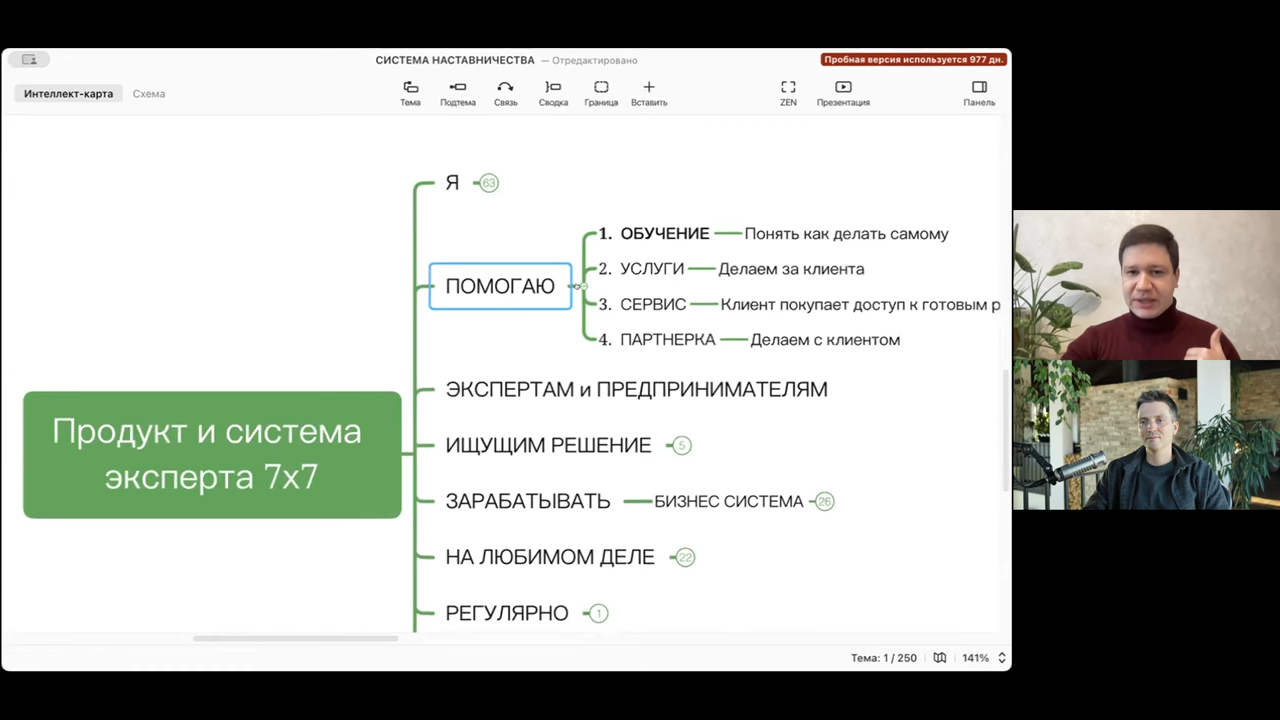 СИСТЕМА НАСТАВНИЧЕСТВА — Отредактировано
Пробная версия используется 977 дн.
Интеллект-карта
Схема
Тема
Подтема
Связь
Сводка
Граница
Вставить
ZEN
Презентация
Панель
Я 63
1. ОБУЧЕНИЕ Понять как делать самому
2. УСЛУГИ Делаем за клиента
ПОМОГАЮ
3. СЕРВИС Клиент покупает доступ к готовым р
4. ПАРТНЕРКА Делаем с клиентом
ЭКСПЕРТАМ и ПРЕДПРИНИМАТЕЛЯМ
Продукт и система
эксперта 7х7
ИЩУЩИМ РЕШЕНИЕ 5
ЗАРАБАТЫВАТЬ БИЗНЕС СИСТЕМА 26
НА ЛЮБИМОМ ДЕЛЕ 22
РЕГУЛЯРНО 1
Тема: 1 / 250
141%